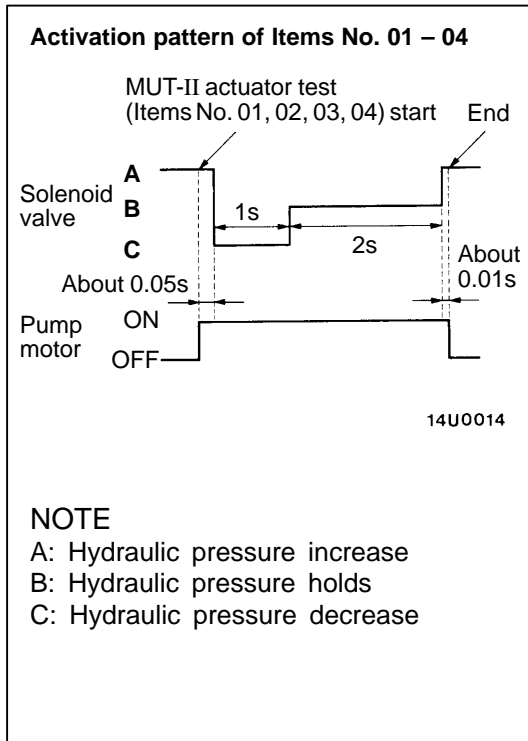 Activation pattern of Items No. 01 – 04
MUT-II actuator test
(Items No. 01, 02, 03, 04) start
End
A
Solenoid
valve
B
C
1s
2s
About 0.05s
About
0.01s
Pump
motor
ON
OFF
14U0014
NOTE
A: Hydraulic pressure increase
B: Hydraulic pressure holds
C: Hydraulic pressure decrease